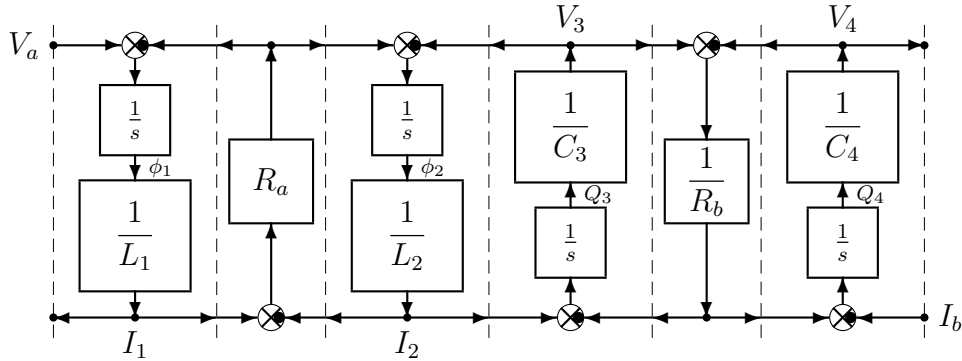 V_3 V_4
V_a
1/s 1/s 1/C_3 1/C_4
ϕ_1 R_a ϕ_2 1/R_b
Q_3 Q_4
1/L_1 1/L_2 1/s 1/s
I_1 I_2 I_b